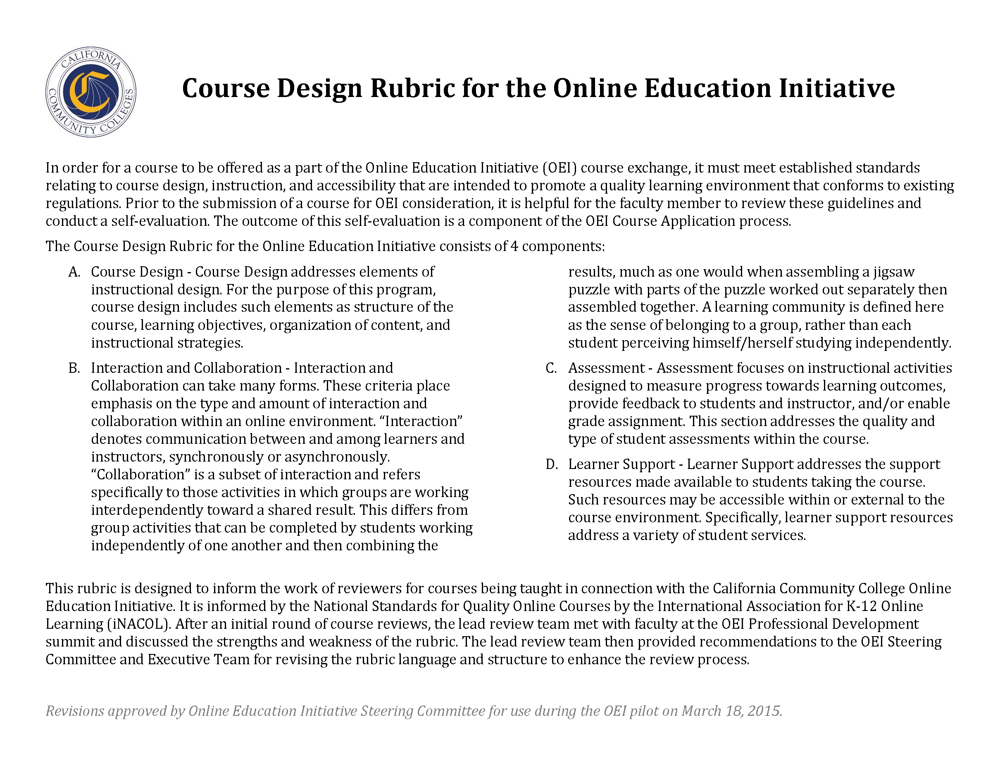 CALIFORNIA
COMMUNITY COLLEGES
Course Design Rubric for the Online Education Initiative
In order for a course to be offered as a part of the Online Education Initiative (OEI) course exchange, it must meet established standards
relating to course design, instruction, and accessibility that are intended to promote a quality learning environment that conforms to existing
regulations. Prior to the submission of a course for OEI consideration, it is helpful for the faculty member to review these guidelines and
conduct a self-evaluation. The outcome of this self-evaluation is a component of the OEI Course Application process.
The Course Design Rubric for the Online Education Initiative consists of 4 components:
A. Course Design - Course Design addresses elements of
instructional design. For the purpose of this program,
course design includes such elements as structure of the
course, learning objectives, organization of content, and
instructional strategies.
B. Interaction and Collaboration - Interaction and
Collaboration can take many forms. These criteria place
emphasis on the type and amount of interaction and
collaboration within an online environment. “Interaction”
denotes communication between and among learners and
instructors, synchronously or asynchronously.
“Collaboration” is a subset of interaction and refers
specifically to those activities in which groups are working
interdependently toward a shared result. This differs from
group activities that can be completed by students working
independently of one another and then combining the
results, much as one would when assembling a jigsaw
puzzle with parts of the puzzle worked out separately then
assembled together. A learning community is defined here
as the sense of belonging to a group, rather than each
student perceiving himself/herself studying independently.
C. Assessment - Assessment focuses on instructional activities
designed to measure progress towards learning outcomes,
provide feedback to students and instructor, and/or enable
grade assignment. This section addresses the quality and
type of student assessments within the course.
D. Learner Support - Learner Support addresses the support
resources made available to students taking the course.
Such resources may be accessible within or external to the
course environment. Specifically, learner support resources
address a variety of student services.
This rubric is designed to inform the work of reviewers for courses being taught in connection with the California Community College Online
Education Initiative. It is informed by the National Standards for Quality Online Courses by the International Association for K-12 Online
Learning (iNACOL). After an initial round of course reviews, the lead review team met with faculty at the OEI Professional Development
summit and discussed the strengths and weakness of the rubric. The lead review team then provided recommendations to the OEI Steering
Committee and Executive Team for revising the rubric language and structure to enhance the review process.
Revisions approved by Online Education Initiative Steering Committee for use during the OEI pilot on March 18, 2015.